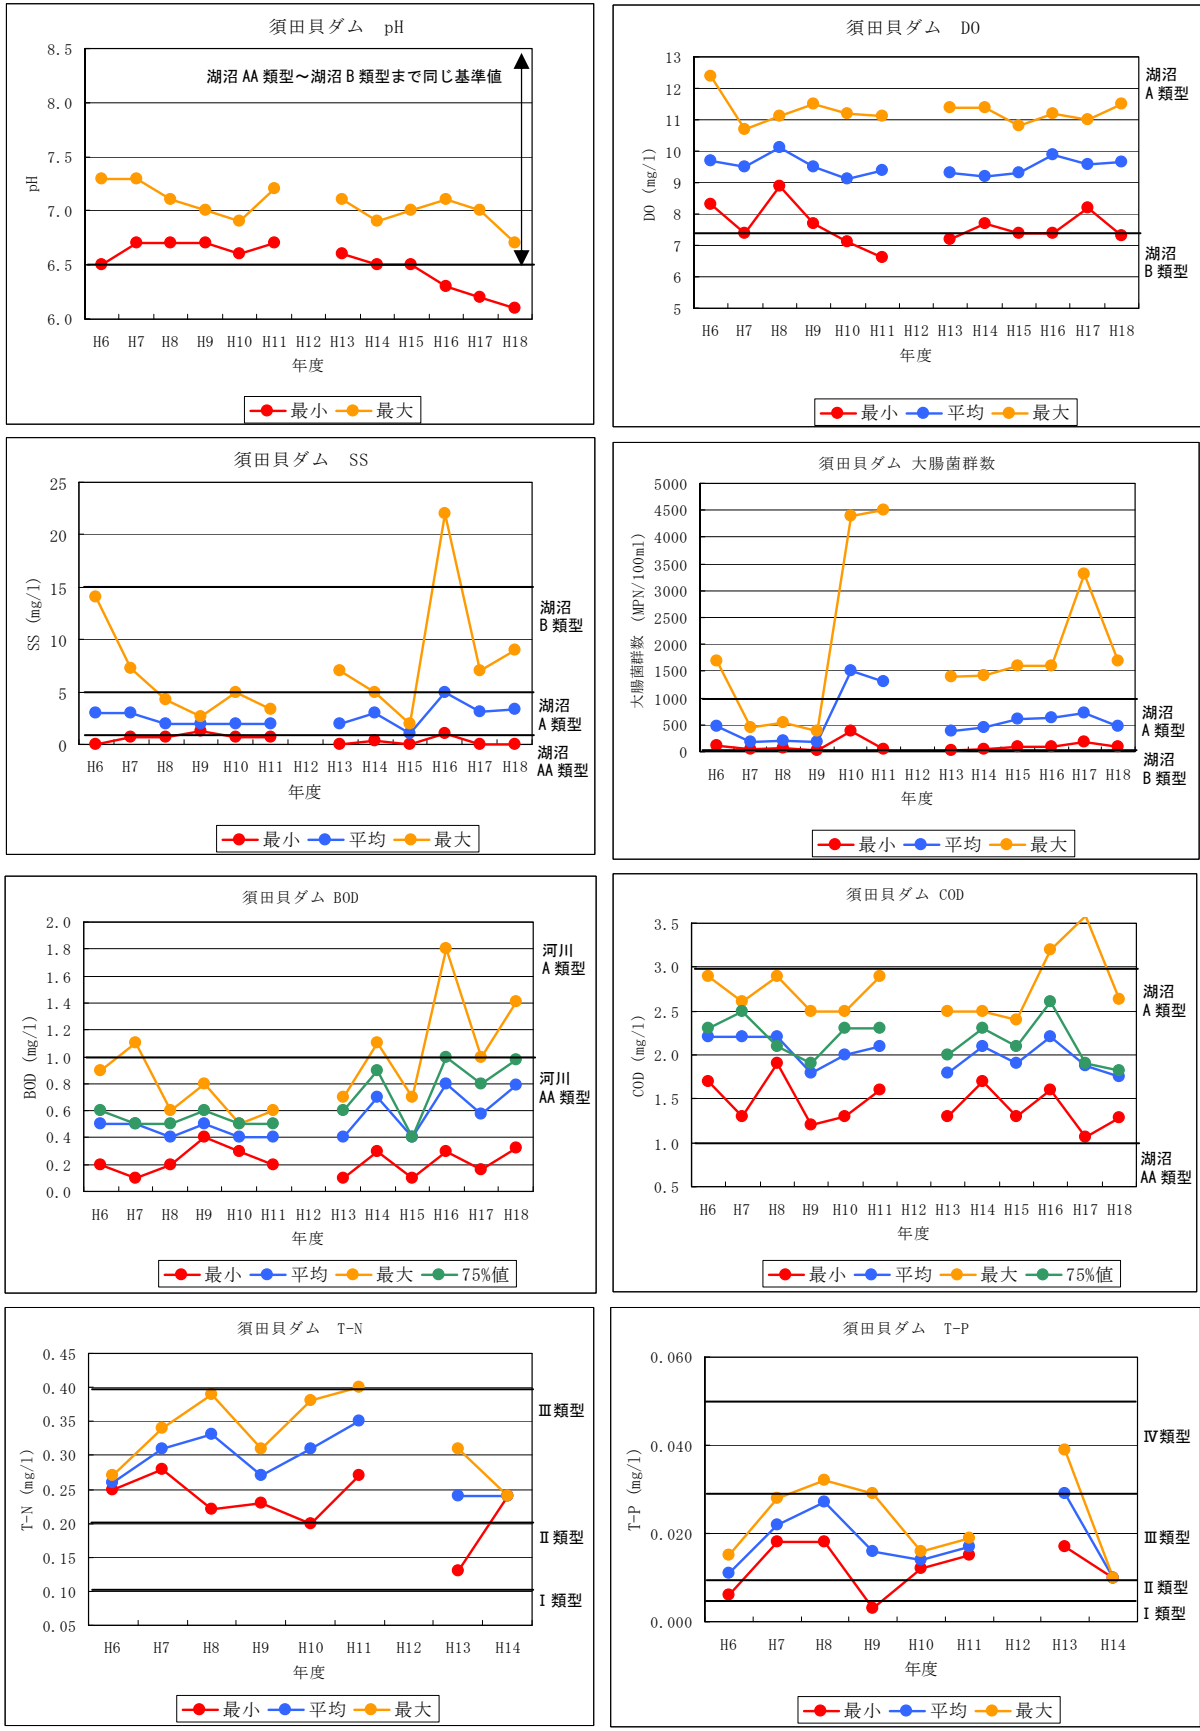 須田貝ダム pH
8.5
8.0
7.5
7.0
6.5
6.0
pH
湖沼 AA 類型～湖沼 B 類型まで同じ基準値
H6 H7 H8 H9 H10 H11 H12 H13 H14 H15 H16 H17 H18
年度
最小 最大
須田貝ダム DO
13
12
11
10
9
8
7
6
5
DO (mg/l)
湖沼
A 類型
湖沼
B 類型
H6 H7 H8 H9 H10 H11 H12 H13 H14 H15 H16 H17 H18
年度
最小 平均 最大
須田貝ダム SS
25
20
15
10
5
0
SS (mg/l)
湖沼
B 類型
湖沼
A 類型
湖沼
AA 類型
H6 H7 H8 H9 H10 H11 H12 H13 H14 H15 H16 H17 H18
年度
最小 平均 最大
須田貝ダム 大腸菌群数
5000
4500
4000
3500
3000
2500
2000
1500
1000
500
0
大腸菌群数 (MPN/100ml)
湖沼
A 類型
湖沼
B 類型
H6 H7 H8 H9 H10 H11 H12 H13 H14 H15 H16 H17 H18
年度
最小 平均 最大
須田貝ダム BOD
2.0
1.8
1.6
1.4
1.2
1.0
0.8
0.6
0.4
0.2
0.0
BOD (mg/l)
河川
A 類型
河川
AA 類型
H6 H7 H8 H9 H10 H11 H12 H13 H14 H15 H16 H17 H18
年度
最小 平均 最大 75%値
須田貝ダム COD
3.5
3.0
2.5
2.0
1.5
1.0
0.5
COD (mg/l)
湖沼
A 類型
湖沼
AA 類型
H6 H7 H8 H9 H10 H11 H12 H13 H14 H15 H16 H17 H18
年度
最小 平均 最大 75%値
須田貝ダム T-N
0.45
0.40
0.35
0.30
0.25
0.20
0.15
0.10
0.05
T-N (mg/l)
Ⅲ類型
Ⅱ類型
Ⅰ類型
H6 H7 H8 H9 H10 H11 H12 H13 H14
年度
最小 平均 最大
須田貝ダム T-P
0.060
0.040
0.020
0.000
T-P (mg/l)
Ⅳ類型
Ⅲ類型
Ⅱ類型
Ⅰ類型
H6 H7 H8 H9 H10 H11 H12 H13 H14
年度
最小 平均 最大